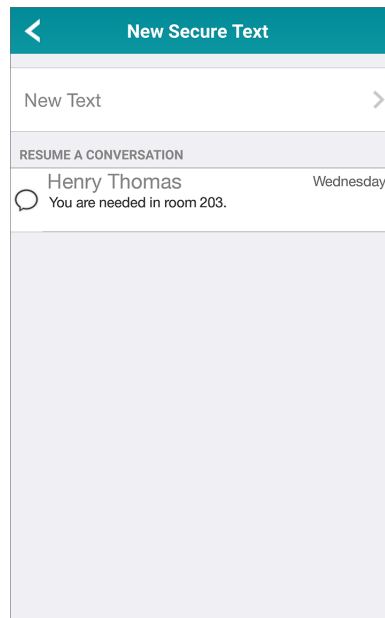 New Secure Text
New Text
RESUME A CONVERSATION
Henry Thomas Wednesday
You are needed in room 203.